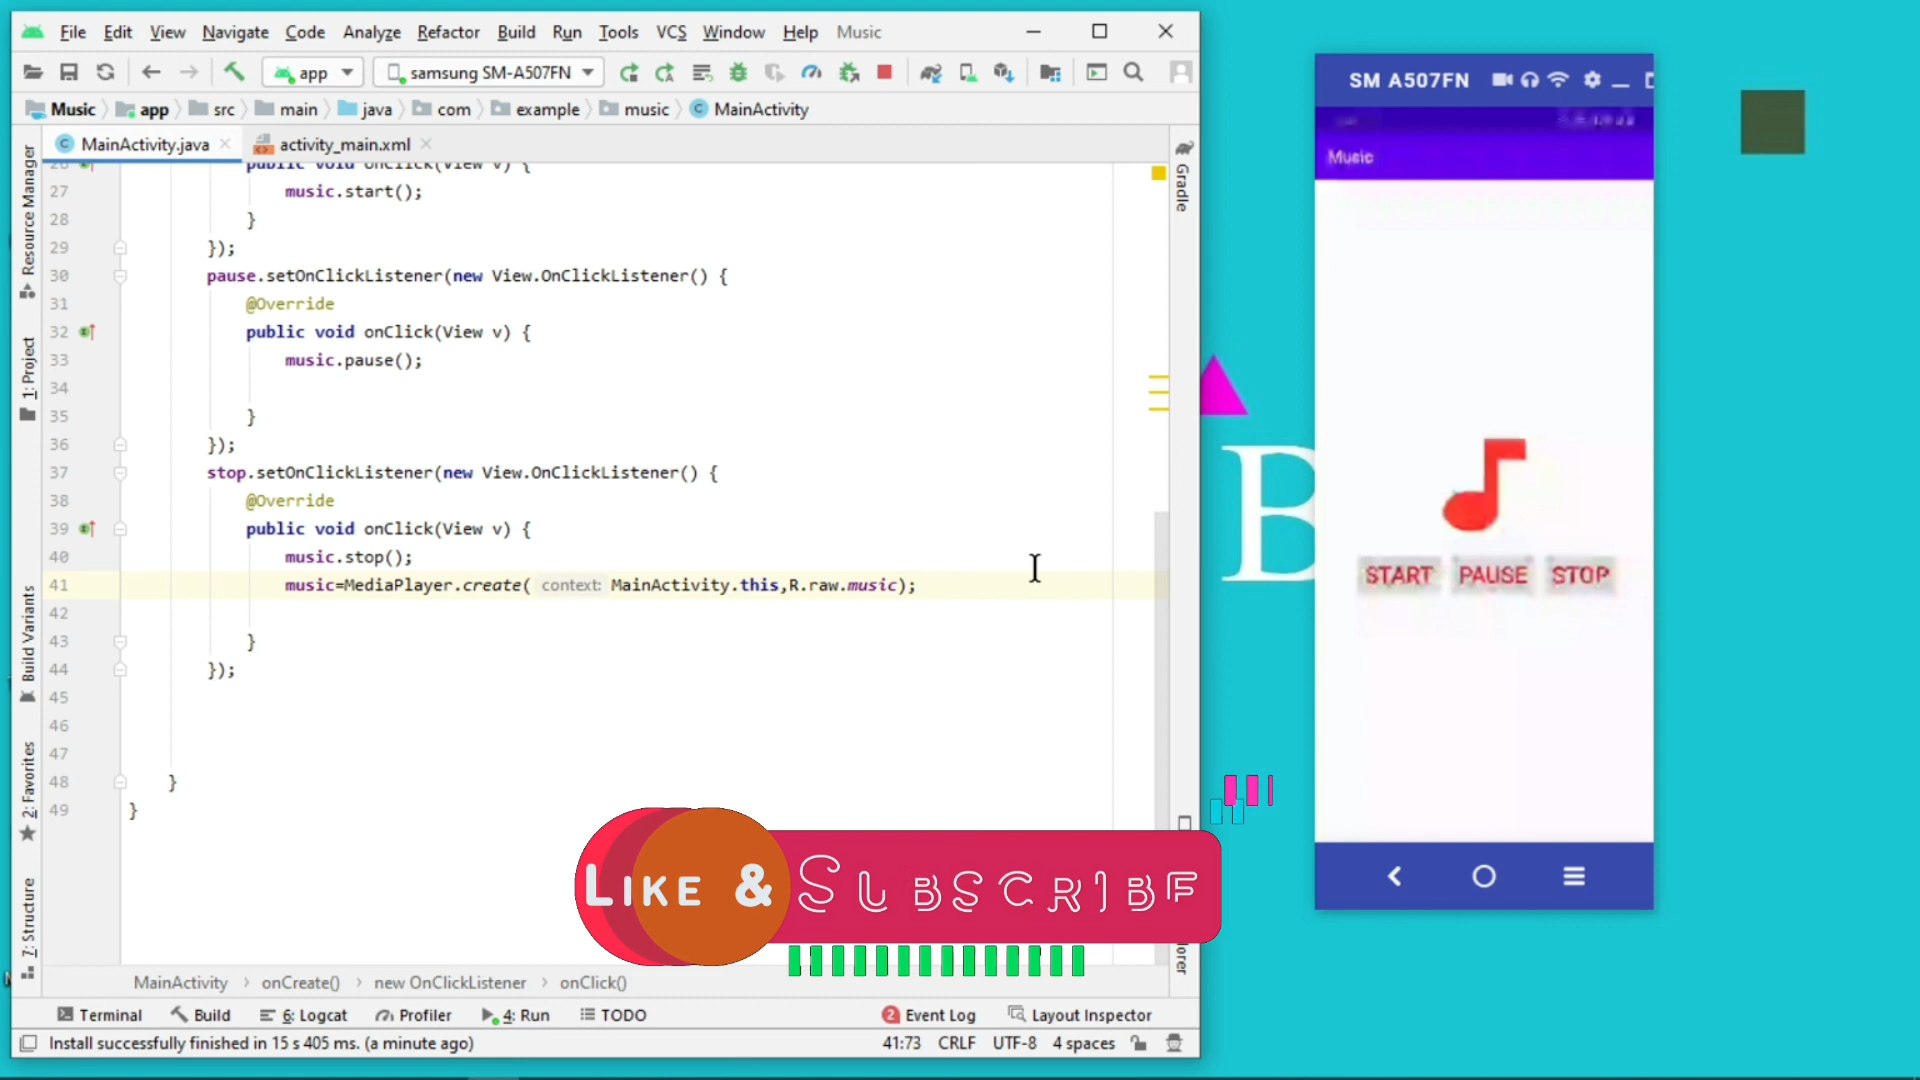 File Edit View Navigate Code Analyze Refactor Build Run Tools VCS Window Help Music
app samsung SM-A507FN
Music app src main java com example music MainActivity
MainActivity.java activity_main.xml
26 public void onClick(View v) {
27 music.start();
28 }
29 });
30 pause.setOnClickListener(new View.OnClickListener() {
31 @Override
32 public void onClick(View v) {
33 music.pause();
34
35 }
36 });
37 stop.setOnClickListener(new View.OnClickListener() {
38 @Override
39 public void onClick(View v) {
40 music.stop();
41 music=MediaPlayer.create( context: MainActivity.this,R.raw.music);
42
43 }
44 });
45
46
47
48 }
49 }
Resource Manager
1: Project
Build Variants
2: Favorites
7: Structure
Gradle
MainActivity onCreate() new OnClickListener onClick()
Terminal Build 6: Logcat Profiler 4: Run TODO 2 Event Log Layout Inspector
Install successfully finished in 15 s 405 ms. (a minute ago) 41:73 CRLF UTF-8 4 spaces
LIKE & SUBSCRIBE
B
SM A507FN
Music
START PAUSE STOP